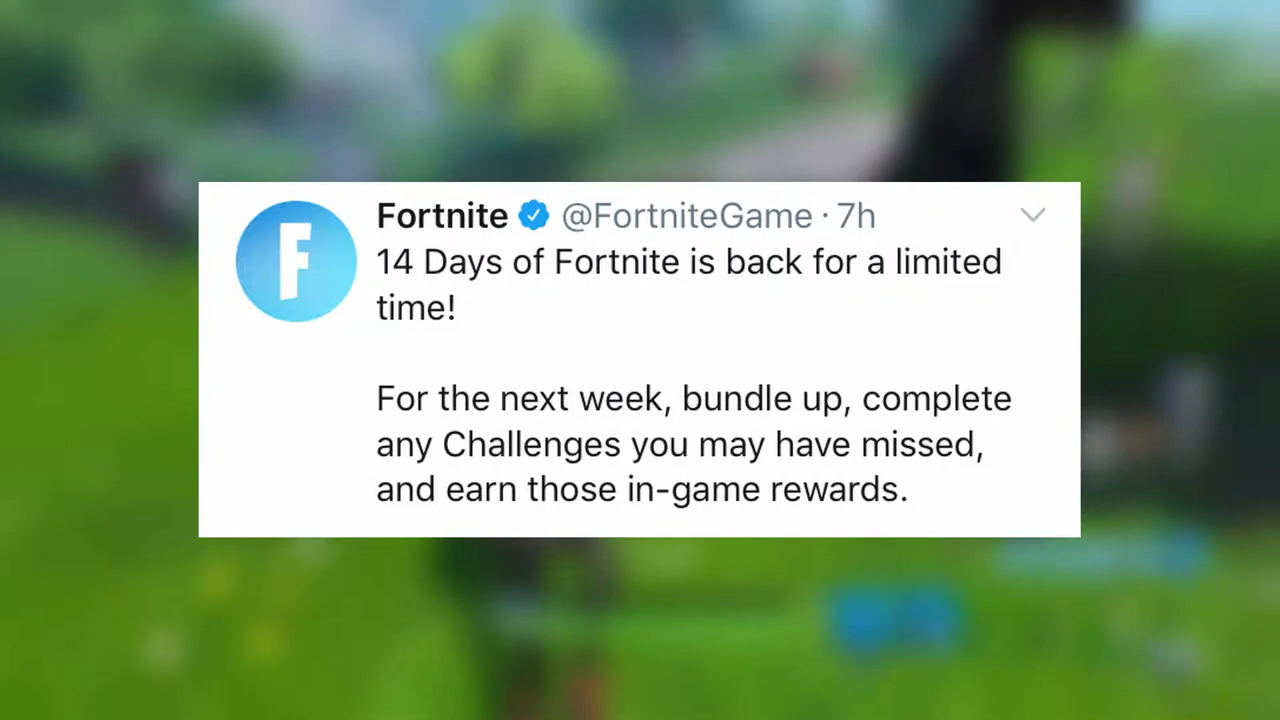 F
Fortnite @FortniteGame · 7h
14 Days of Fortnite is back for a limited
time!
For the next week, bundle up, complete
any Challenges you may have missed,
and earn those in-game rewards.